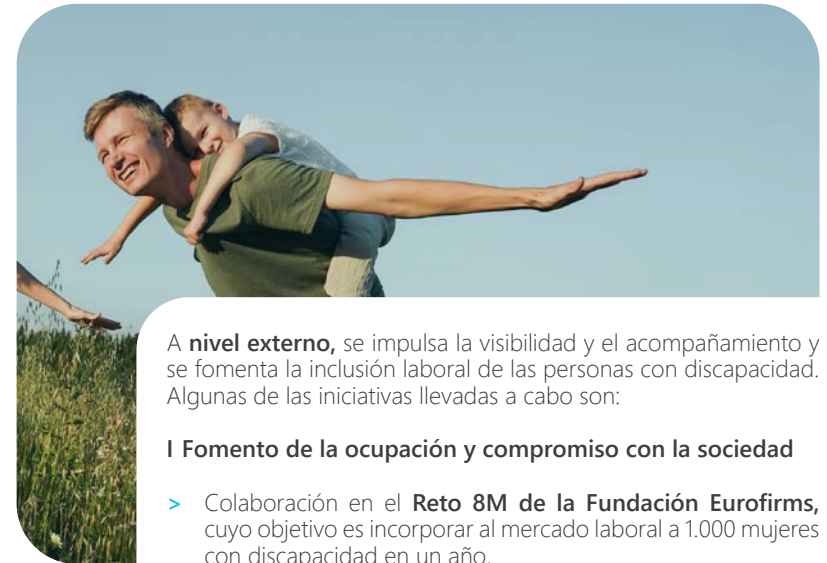 A nivel externo, se impulsa la visibilidad y el acompañamiento y
se fomenta la inclusión laboral de las personas con discapacidad.
Algunas de las iniciativas llevadas a cabo son:
I Fomento de la ocupación y compromiso con la sociedad
> Colaboración en el Reto 8M de la Fundación Eurofirms,
cuyo objetivo es incorporar al mercado laboral a 1.000 mujeres
con discapacidad en un año.